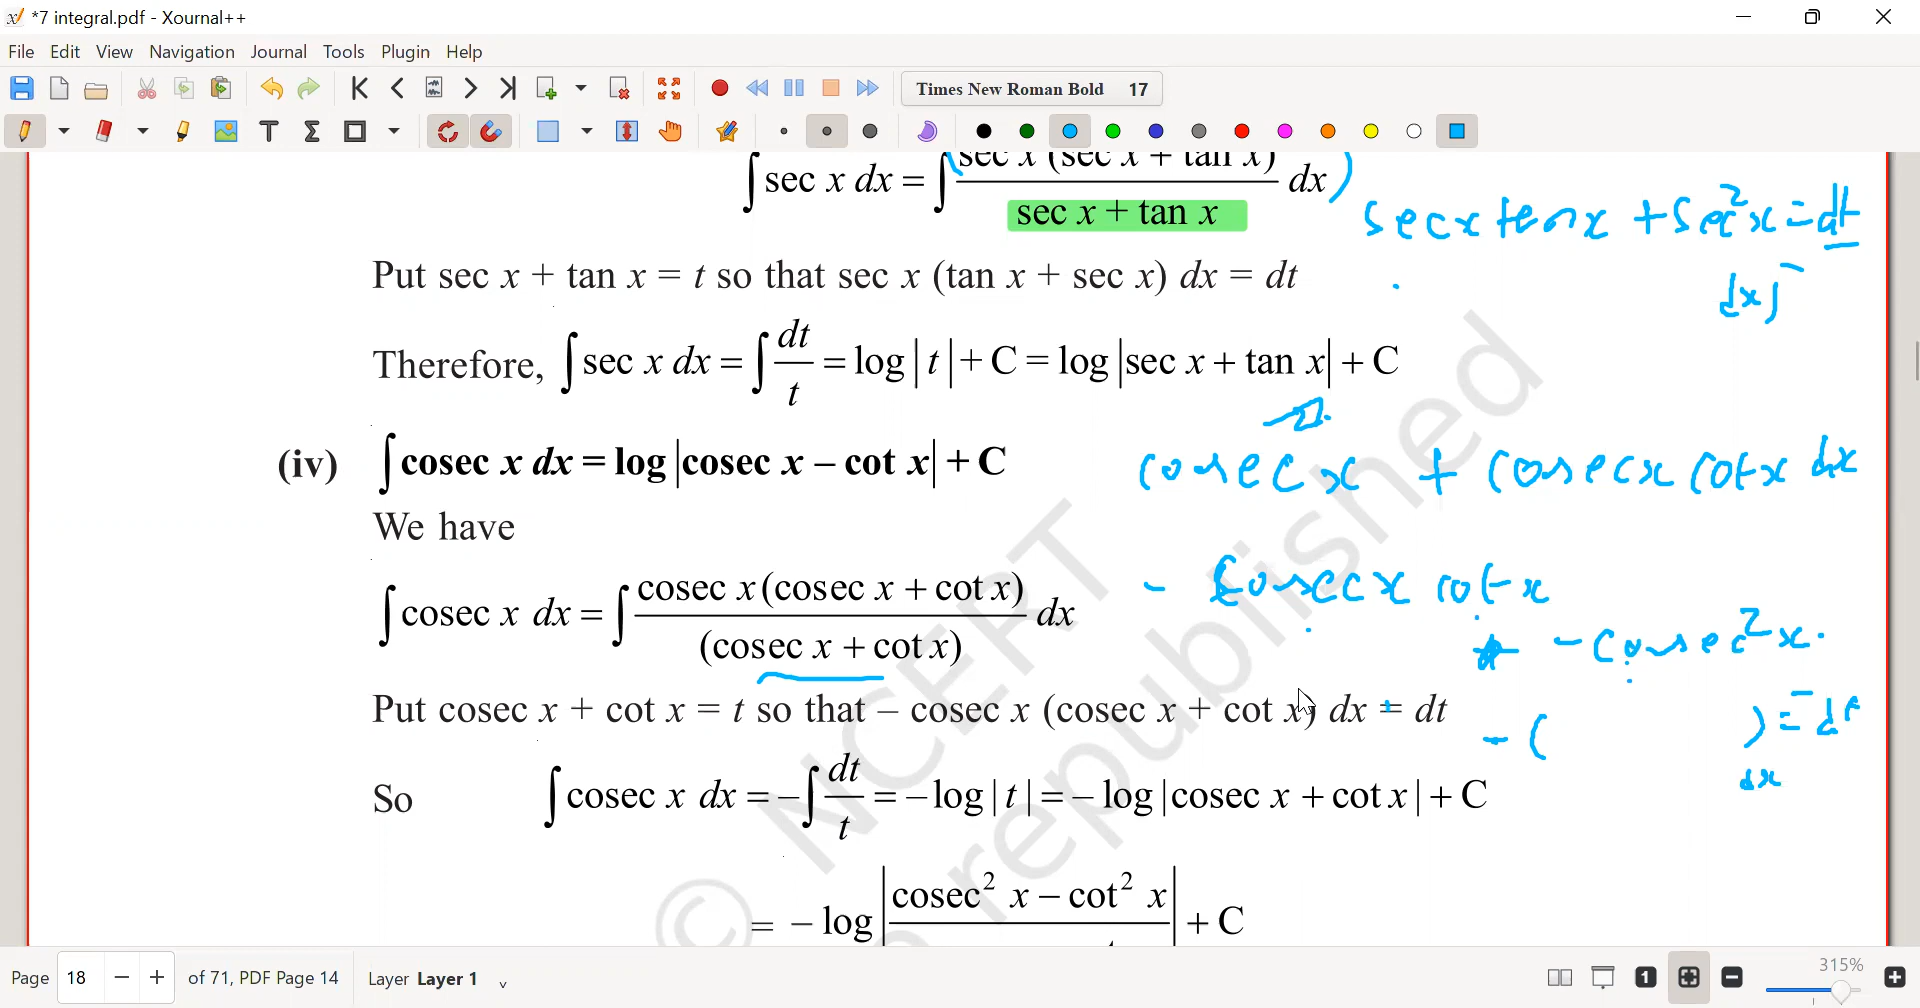 *7 integral.pdf - Xournal++
File Edit View Navigation Journal Tools Plugin Help
Times New Roman Bold 17
∫ sec x dx = ∫ sec x (sec x + tan x) / sec x + tan x dx
sec x tan x + sec² x = dt
dx)
Put sec x + tan x = t so that sec x (tan x + sec x) dx = dt
Therefore, ∫ sec x dx = ∫ dt/t = log |t| + C = log |sec x + tan x| + C
(iv) ∫ cosec x dx = log |cosec x – cot x| + C
cosec x + cosec x cot x dx
We have
∫ cosec x dx = ∫ cosec x (cosec x + cot x) / (cosec x + cot x) dx
- cosec x cot x
- cosec² x.
Put cosec x + cot x = t so that – cosec x (cosec x + cot x) dx = dt
- ( ) = dt
dx
So ∫ cosec x dx = – ∫ dt/t = – log |t| = – log |cosec x + cot x| + C
= – log |cosec² x – cot² x| + C
© NCERT
republished
Page 18 of 71, PDF Page 14 Layer Layer 1 315%